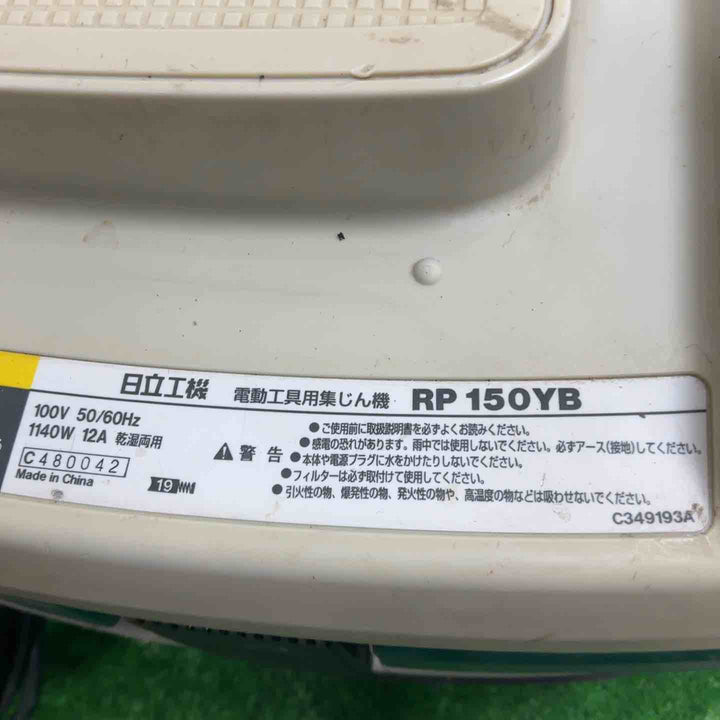 日立工機 電動工具用集じん機 RP 150YB
100V 50/60Hz
1140W 12A 乾湿両用
C480042
Made in China
19
警告
●ご使用前に取扱説明書を必ずよくお読みください。
●感電の恐れがあります。雨中では使用しないでください。必ずアース(接地)してください。
●本体や電源プラグに水をかけたりしないでください。
●フィルターは必ず取付けて使用してください。
●引火性の物、爆発性の物、発火性の物や、高温度の物などは吸わせないでください。
C349193A